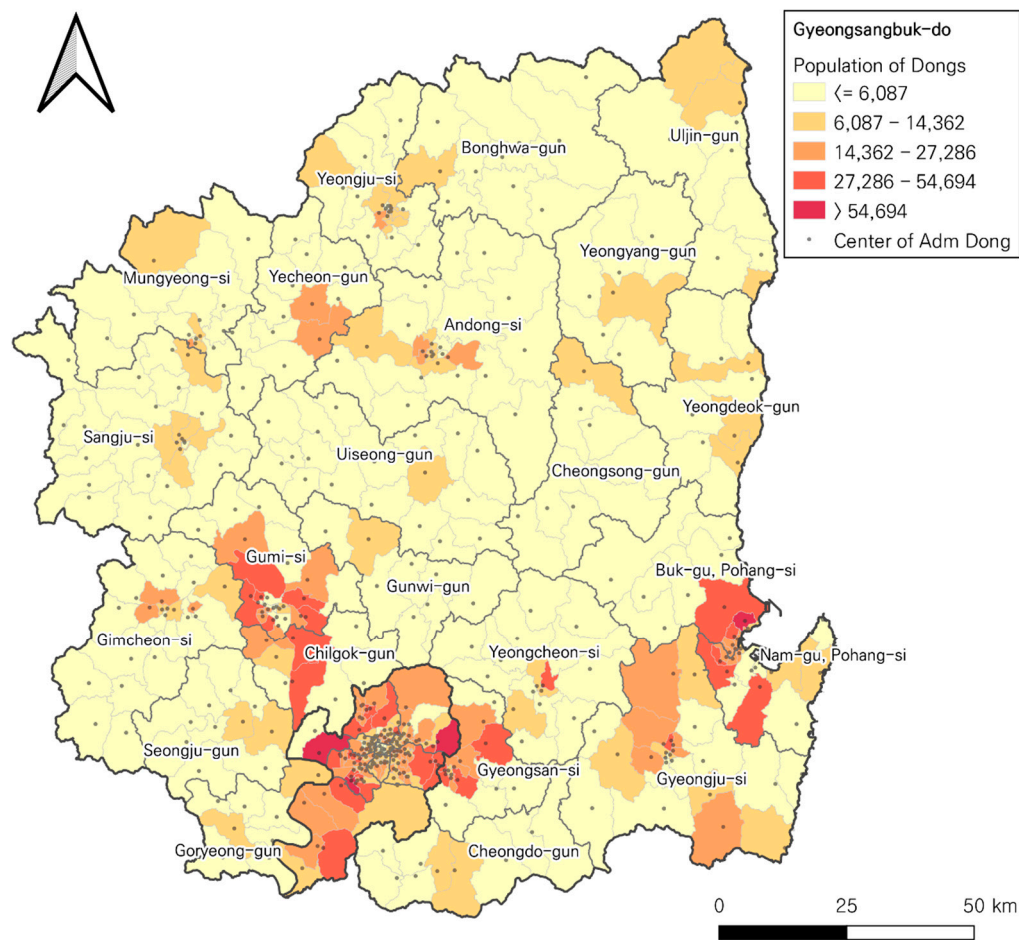 Gyeongsangbuk-do
Population of Dongs
<= 6,087
6,087 - 14,362
14,362 - 27,286
27,286 - 54,694
> 54,694
Center of Adm Dong
Uljin-gun
Bonghwa-gun
Yeongju-si
Yeongyang-gun
Mungyeong-si
Yecheon-gun
Andong-si
Yeongdeok-gun
Sangju-si
Uiseong-gun
Cheongsong-gun
Gumi-si
Buk-gu, Pohang-si
Gunwi-gun
Gimcheon-si
Chilgok-gun
Yeongcheon-si
Nam-gu, Pohang-si
Seongju-gun
Gyeongsan-si
Gyeongju-si
Goryeong-gun
Cheongdo-gun
0
25
50 km